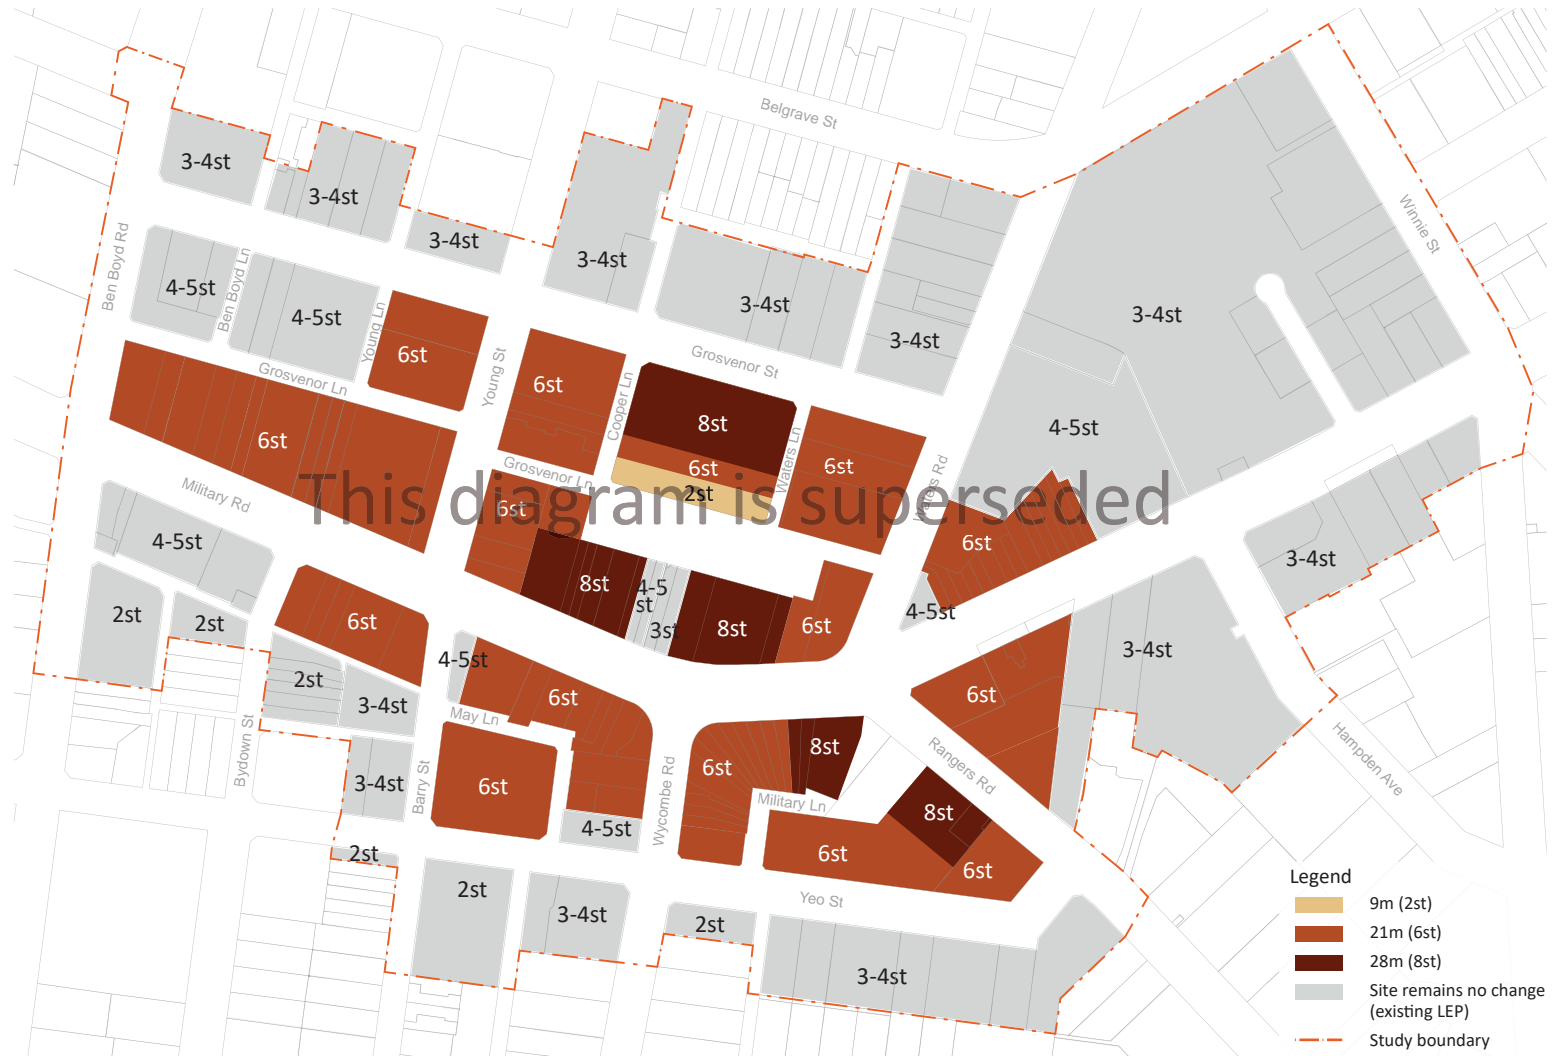 Belgrave St
3-4st
3-4st
3-4st
3-4st
3-4st
3-4st
3-4st
Winnie St
Ben Boyd Rd
4-5st
Ben Boyd Ln
4-5st
Young Ln
6st
Grosvenor Ln
Young St
6st
Cooper Ln
Grosvenor St
8st
6st
2st
Waters Ln
6st
Waters Rd
4-5st
6st
Military Rd
Grosvenor Ln
6st
This diagram is superseded
6st
4-5st
8st
4-5
st
3st
8st
6st
4-5st
3-4st
2st
2st
6st
4-5st
6st
2st
3-4st
May Ln
6st
3-4st
Bydown St
3-4st
Barry St
6st
4-5st
Wycombe Rd
6st
8st
Military Ln
Rangers Rd
8st
6st
6st
Hampden Ave
2st
2st
3-4st
2st
Yeo St
3-4st
Legend
9m (2st)
21m (6st)
28m (8st)
Site remains no change
(existing LEP)
Study boundary